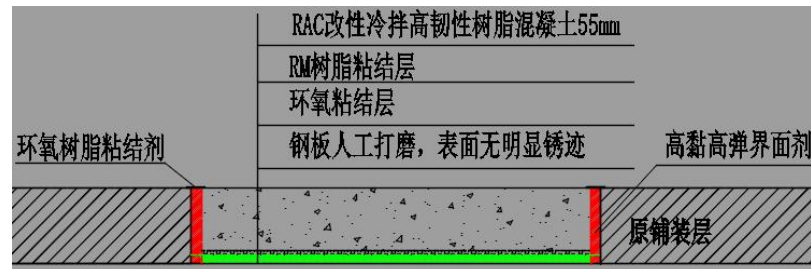 RAC改性冷拌高韧性树脂混凝土55mm
RM树脂粘结层
环氧粘结层
钢板人工打磨，表面无明显锈迹
环氧树脂粘结剂
高黏高弹界面剂
原铺装层